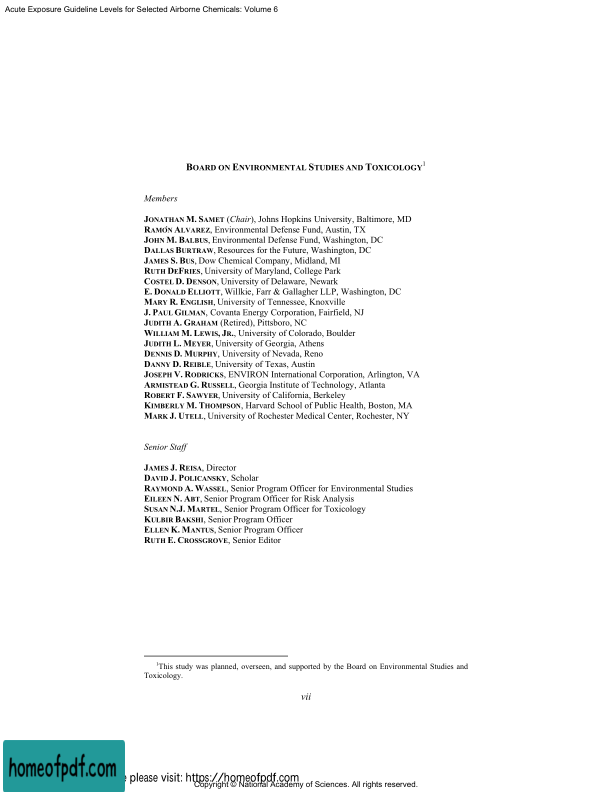 Acute Exposure Guideline Levels for Selected Airborne Chemicals: Volume 6
BOARD ON ENVIRONMENTAL STUDIES AND TOXICOLOGY1
Members
JONATHAN M. SAMET (Chair), Johns Hopkins University, Baltimore, MD
RAMÓN ALVAREZ, Environmental Defense Fund, Austin, TX
JOHN M. BALBUS, Environmental Defense Fund, Washington, DC
DALLAS BURTRAW, Resources for the Future, Washington, DC
JAMES S. BUS, Dow Chemical Company, Midland, MI
RUTH DEFRIES, University of Maryland, College Park
COSTEL D. DENSON, University of Delaware, Newark
E. DONALD ELLIOTT, Willkie, Farr & Gallagher LLP, Washington, DC
MARY R. ENGLISH, University of Tennessee, Knoxville
J. PAUL GILMAN, Covanta Energy Corporation, Fairfield, NJ
JUDITH A. GRAHAM (Retired), Pittsboro, NC
WILLIAM M. LEWIS, JR., University of Colorado, Boulder
JUDITH L. MEYER, University of Georgia, Athens
DENNIS D. MURPHY, University of Nevada, Reno
DANNY D. REIBLE, University of Texas, Austin
JOSEPH V. RODRICKS, ENVIRON International Corporation, Arlington, VA
ARMISTEAD G. RUSSELL, Georgia Institute of Technology, Atlanta
ROBERT F. SAWYER, University of California, Berkeley
KIMBERLY M. THOMPSON, Harvard School of Public Health, Boston, MA
MARK J. UTELL, University of Rochester Medical Center, Rochester, NY
Senior Staff
JAMES J. REISA, Director
DAVID J. POLICANSKY, Scholar
RAYMOND A. WASSEL, Senior Program Officer for Environmental Studies
EILEEN N. ABT, Senior Program Officer for Risk Analysis
SUSAN N.J. MARTEL, Senior Program Officer for Toxicology
KULBIR BAKSHI, Senior Program Officer
ELLEN K. MANTUS, Senior Program Officer
RUTH E. CROSSGROVE, Senior Editor
1This study was planned, overseen, and supported by the Board on Environmental Studies and
Toxicology.
vii
homeofpdf.com
please visit: https://homeofpdf.com
Copyright © National Academy of Sciences. All rights reserved.